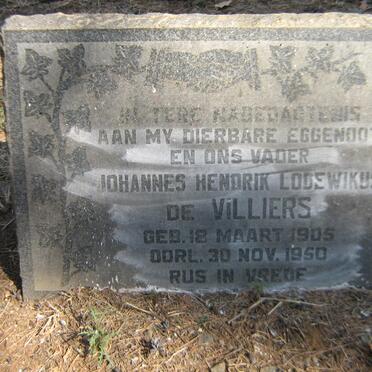 IN TERE NAGEDAGTENIS
AAN MY DIERBARE EGGENOOT
EN ONS VADER
JOHANNES HENDRIK LODEWIKUS
DE VILLIERS
GEB. 18 MAART 1905
OORL. 30 NOV. 1950
RUS IN VREDE